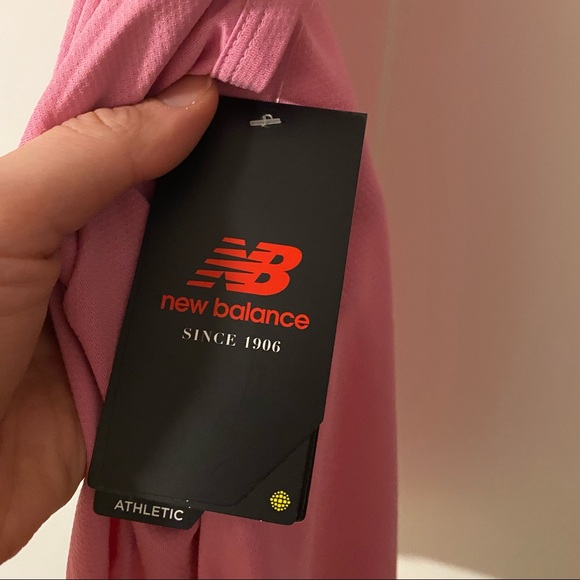 NB
new balance
SINCE 1906
ATHLETIC